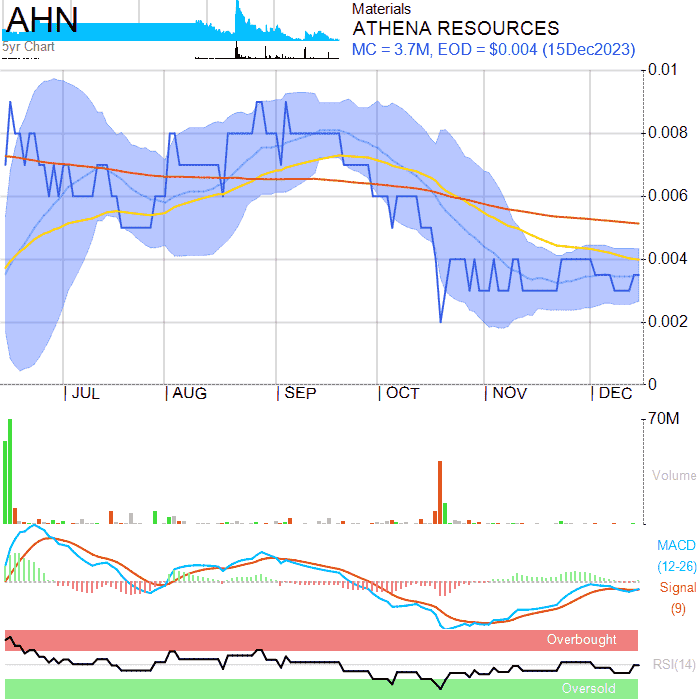 AHN
5yr Chart
Materials
ATHENA RESOURCES
MC = 3.7M, EOD = $0.004 (15Dec2023)
0.01
0.008
0.006
0.004
0.002
0
JUL
AUG
SEP
OCT
NOV
DEC
70M
Volume
MACD
(12-26)
Signal
(9)
Overbought
RSI(14)
Oversold